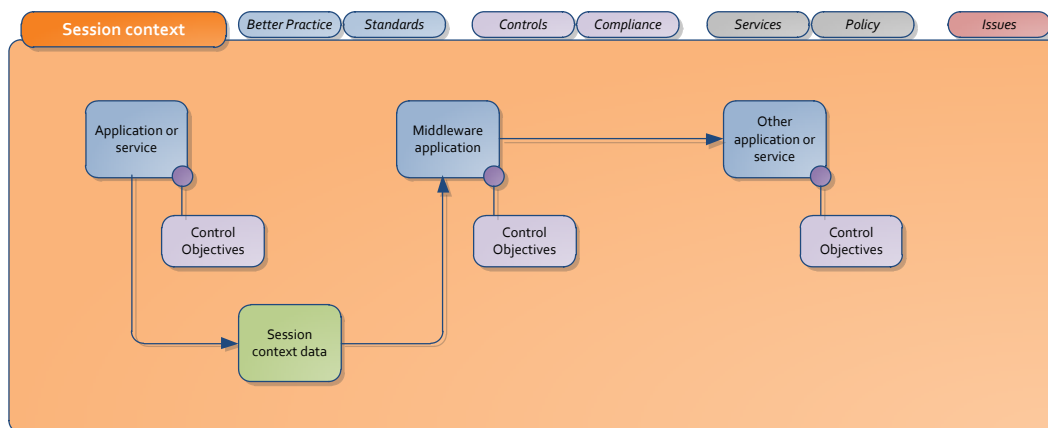 Session context
Better Practice
Standards
Controls
Compliance
Services
Policy
Issues
Application or
service
Middleware
application
Other
application or
service
Control
Objectives
Control
Objectives
Control
Objectives
Session
context data